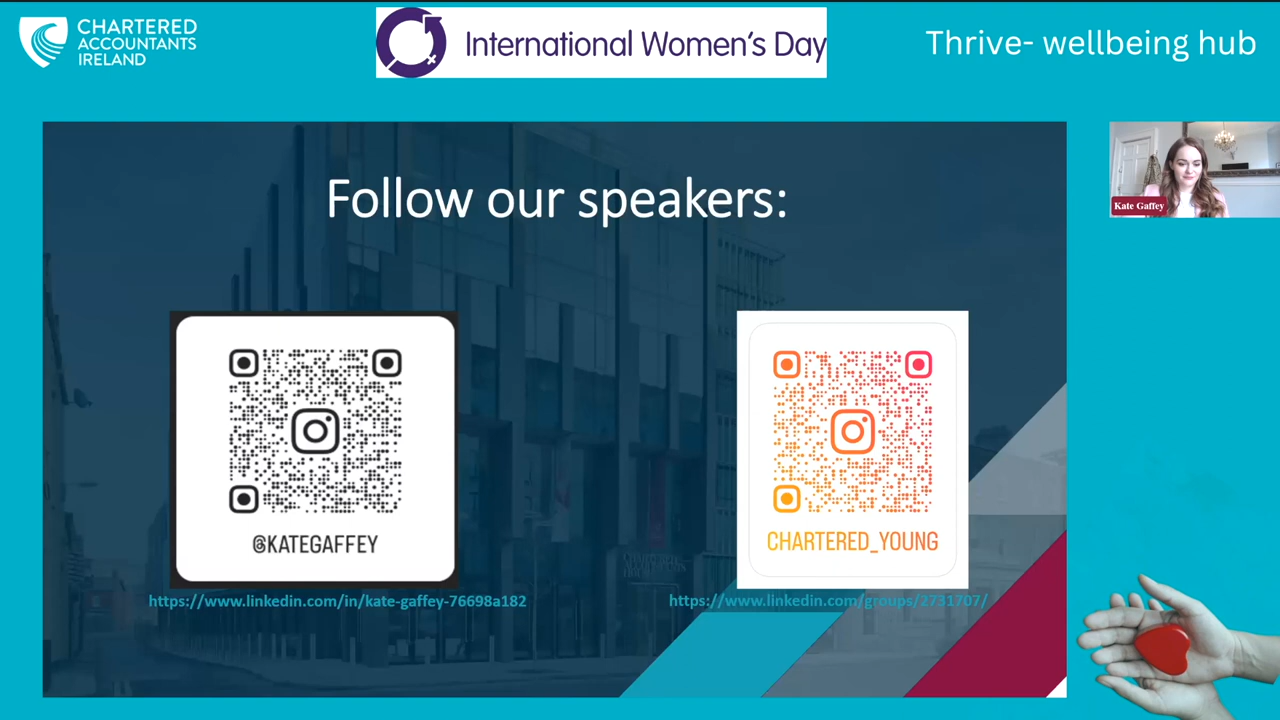 CHARTERED
ACCOUNTANTS
IRELAND
International Women's Day
Thrive- wellbeing hub
Kate Gaffey
Follow our speakers:
@KATEGAFFEY
CHARTERED_YOUNG
https://www.linkedin.com/in/kate-gaffey-76698a182
https://www.linkedin.com/groups/2731707/